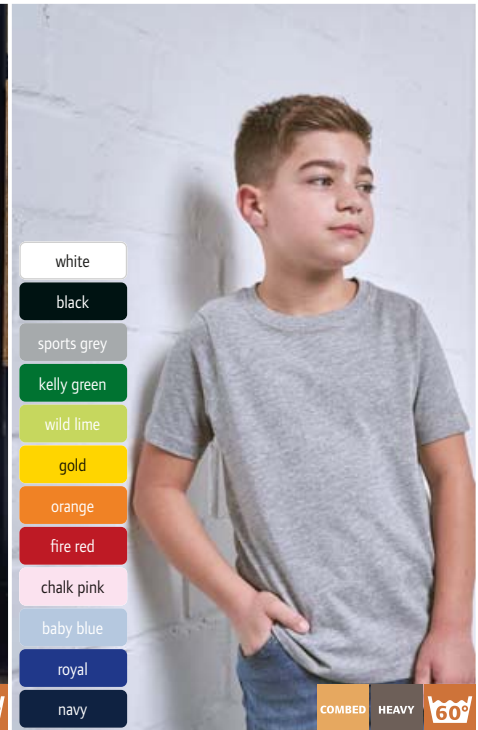 white
black
sports grey
kelly green
wild lime
gold
orange
fire red
chalk pink
baby blue
royal
navy
COMBED HEAVY 60°